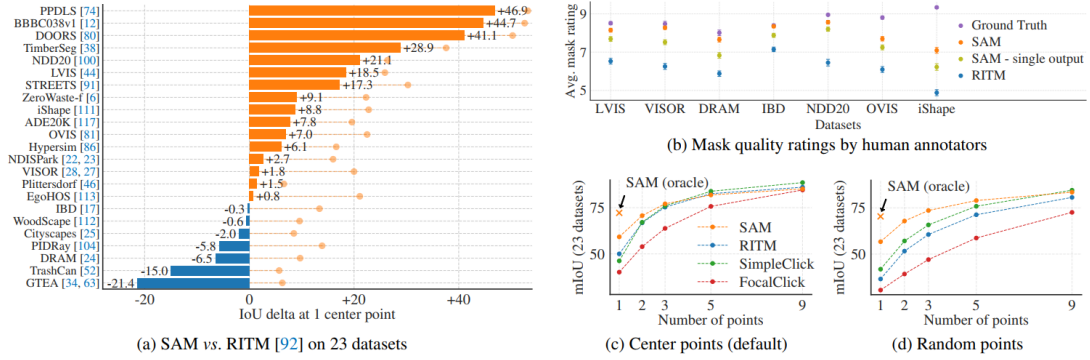 PPDLS [74]
BBBC038v1 [12]
DOORS [80]
TimberSeg [38]
NDD20 [100]
LVIS [44]
STREETS [91]
ZeroWaste-f [6]
iShape [111]
ADE20K [117]
OVIS [81]
Hypersim [86]
NDISPark [22, 23]
VISOR [28, 27]
Plittersdorf [46]
EgoHOS [113]
IBD [17]
WoodScape [112]
Cityscapes [25]
PIDRay [104]
DRAM [24]
TrashCan [52]
GTEA [34, 63]
+46.9
+44.7
+41.1
+28.9
+21.1
+18.5
+17.3
+9.1
+8.8
+7.8
+7.0
+6.1
+2.7
+1.8
+1.5
+0.8
-0.3
-0.6
-2.0
-5.8
-6.5
-15.0
-21.4
-20 0 +20 +40
IoU delta at 1 center point
(a) SAM vs. RITM [92] on 23 datasets
Avg. mask rating
9
7
5
LVIS VISOR DRAM IBD NDD20 OVIS iShape
Datasets
Ground Truth
SAM
SAM - single output
RITM
(b) Mask quality ratings by human annotators
mIoU (23 datasets)
75
50
SAM (oracle)
SAM
RITM
SimpleClick
FocalClick
1 2 3 5 9
Number of points
(c) Center points (default)
mIoU (23 datasets)
75
50
SAM (oracle)
1 2 3 5 9
Number of points
(d) Random points